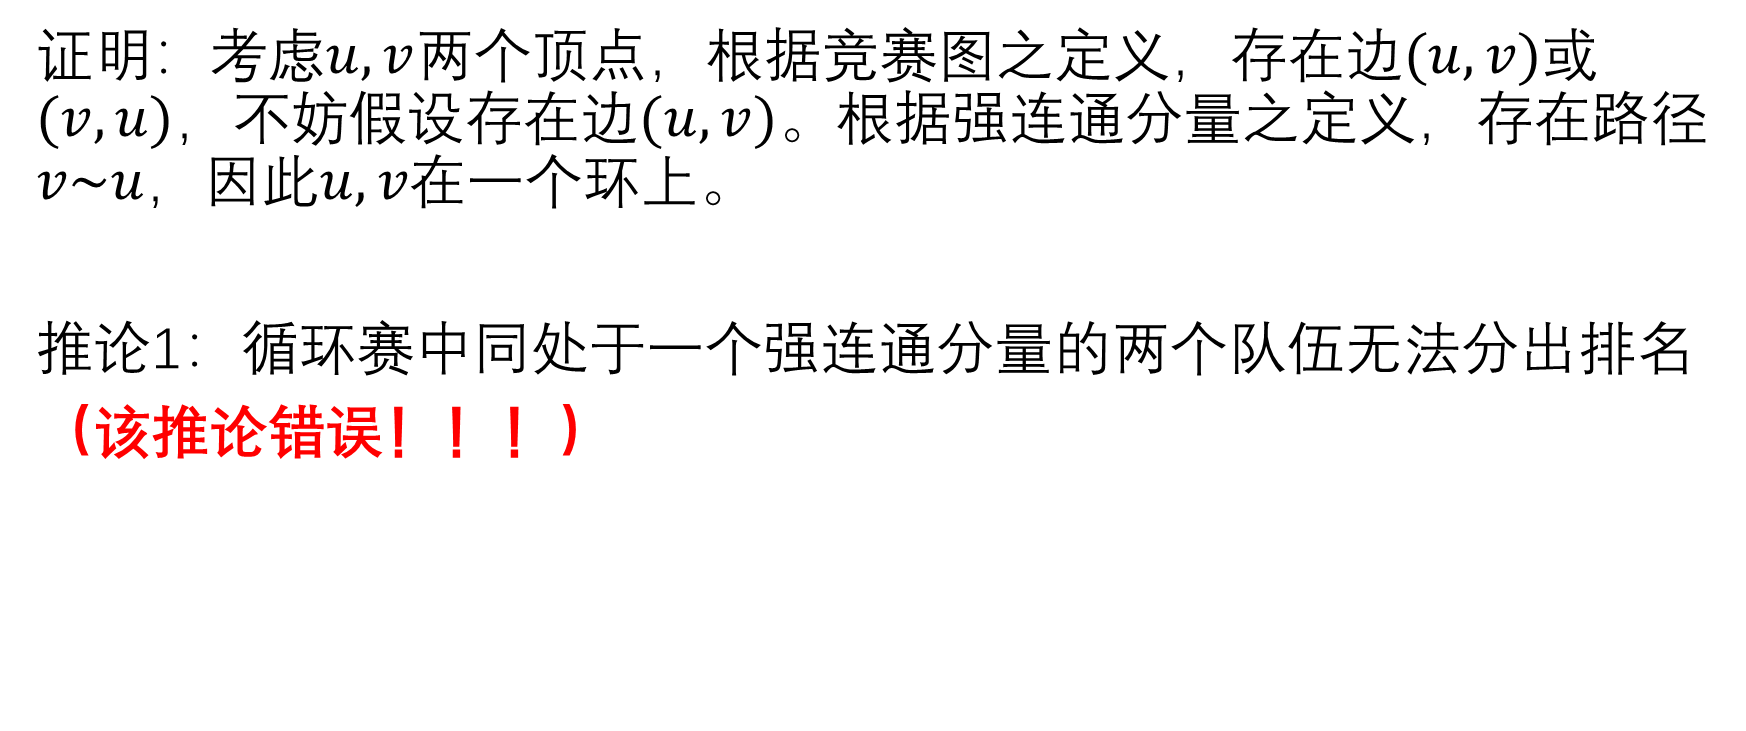 证明：考虑𝑢,𝑣两个顶点，根据竞赛图之定义，存在边(𝑢,𝑣)或
(𝑣,𝑢)，不妨假设存在边(𝑢,𝑣)。根据强连通分量之定义，存在路径
𝑣~𝑢，因此𝑢,𝑣在一个环上。
推论1：循环赛中同处于一个强连通分量的两个队伍无法分出排名
（该推论错误！！！）